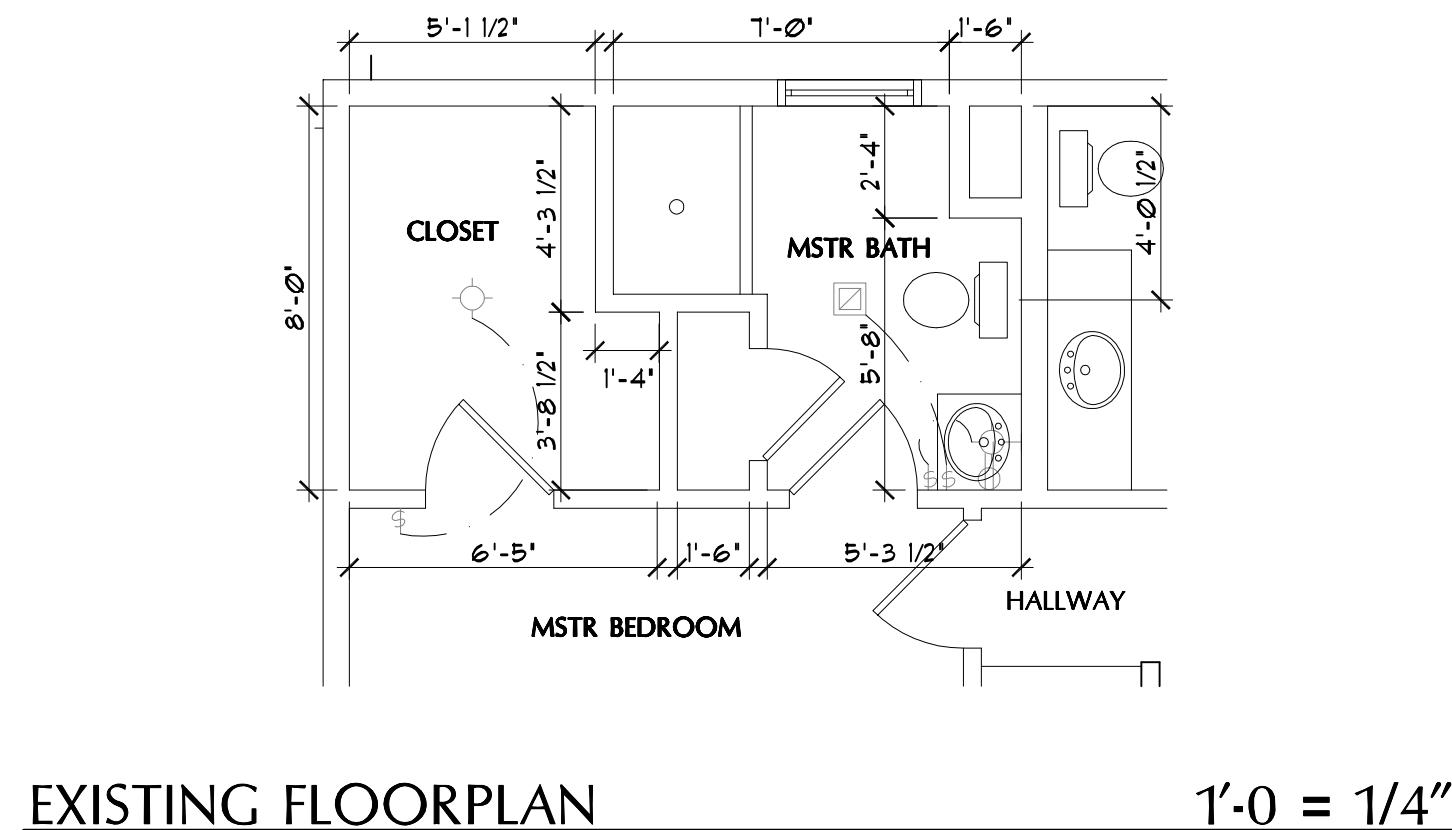 5'-1 1/2" 7'-0" 1'-6"
8'-0"
4'-3 1/2"
2'-4"
4'-0 1/2"
CLOSET
MSTR BATH
3'-8 1/2"
1'-4"
5'-8"
$
$ $
6'-5" 1'-6" 5'-3 1/2"
MSTR BEDROOM
HALLWAY
EXISTING FLOORPLAN 1'-0 = 1/4"